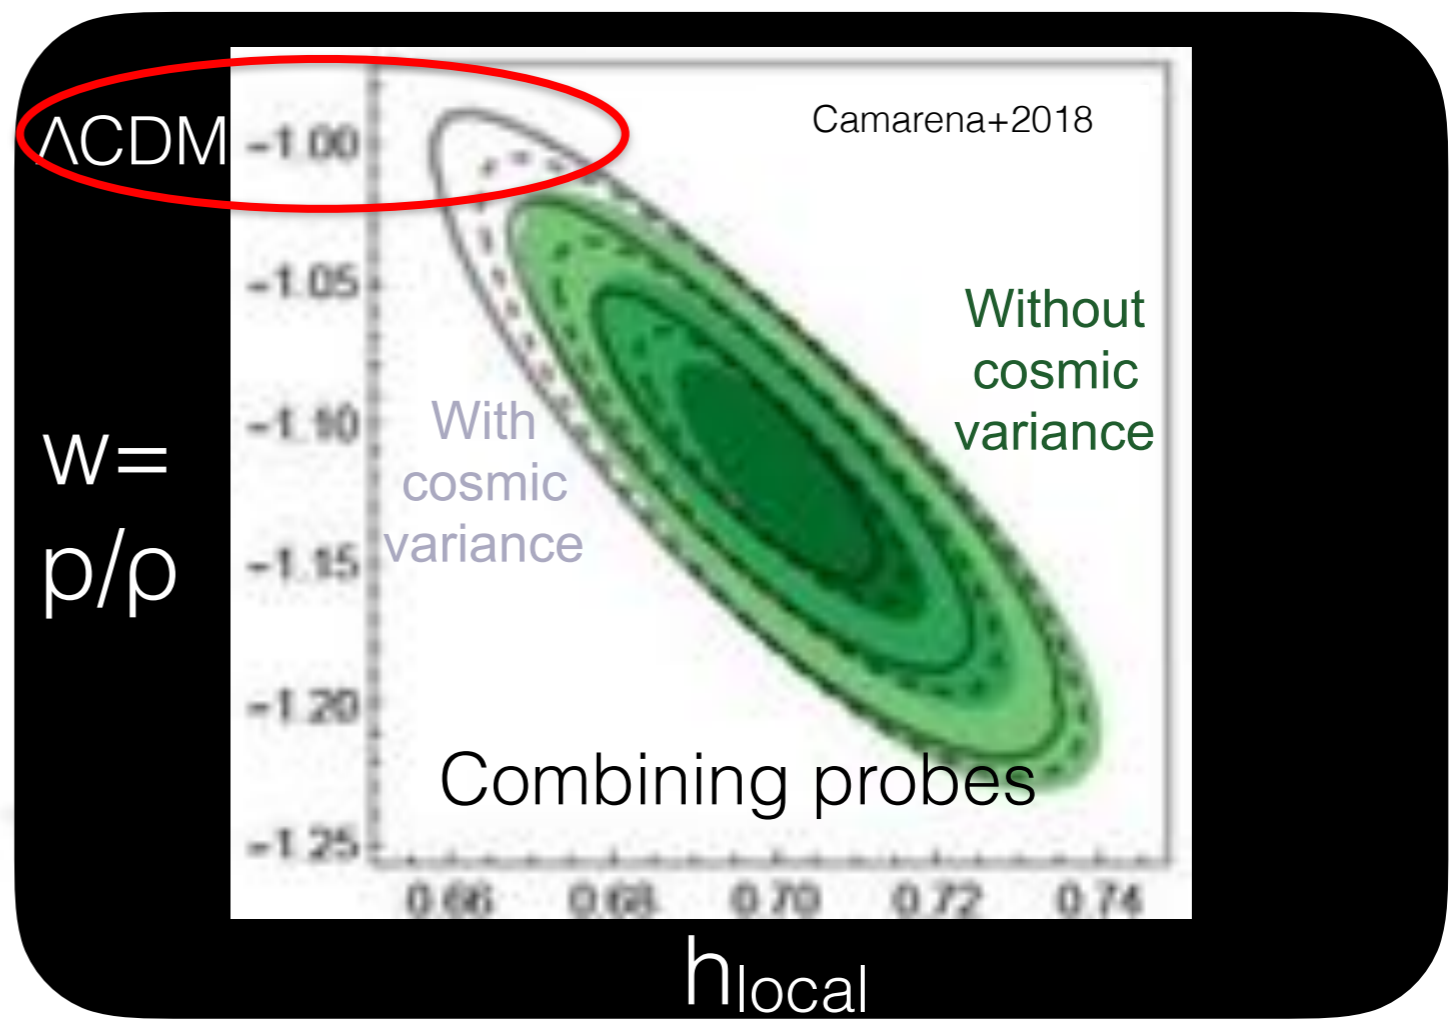 ΛCDM
Camarena+2018
−1.00
−1.05
−1.10
−1.15
−1.20
−1.25
Without
cosmic
variance
With
cosmic
variance
w=
p/ρ
Combining probes
0.66 0.68 0.70 0.72 0.74
hlocal